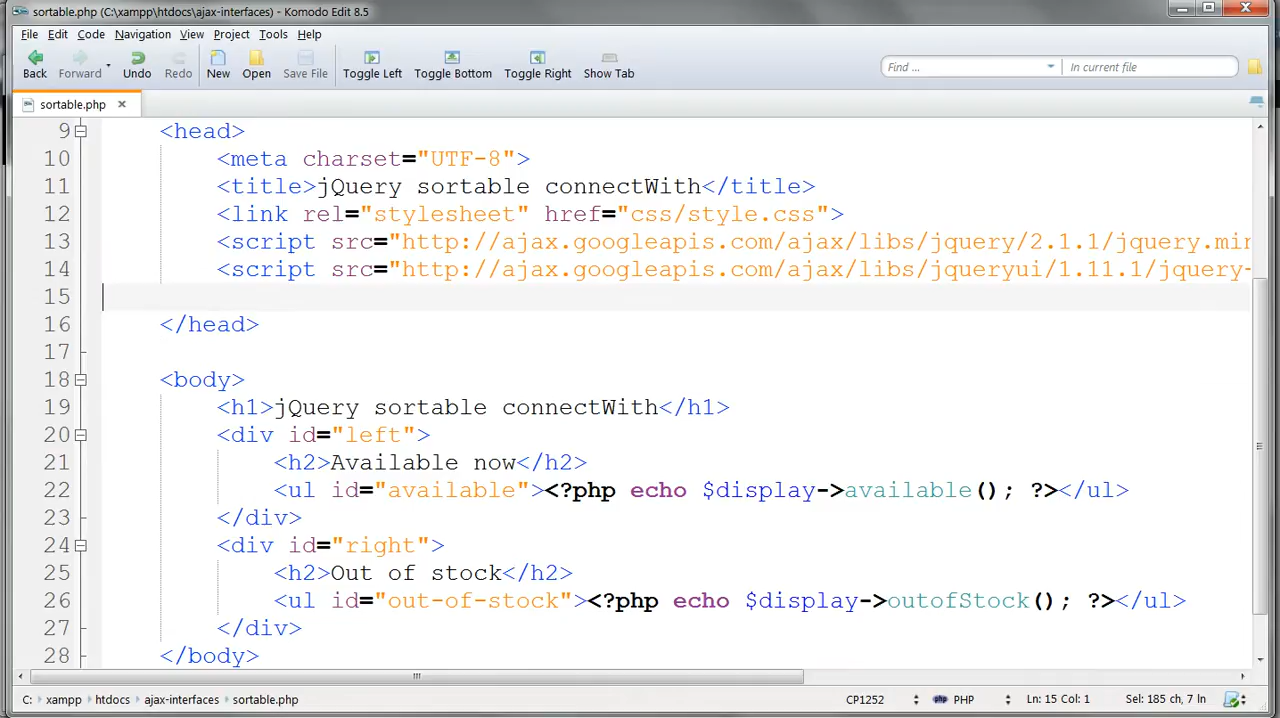 sortable.php (C:\xampp\htdocs\ajax-interfaces) - Komodo Edit 8.5
File Edit Code Navigation View Project Tools Help
Back Forward Undo Redo New Open Save File Toggle Left Toggle Bottom Toggle Right Show Tab Find ... In current file
sortable.php
9 <head>
10 <meta charset="UTF-8">
11 <title>jQuery sortable connectWith</title>
12 <link rel="stylesheet" href="css/style.css">
13 <script src="http://ajax.googleapis.com/ajax/libs/jquery/2.1.1/jquery.min
14 <script src="http://ajax.googleapis.com/ajax/libs/jqueryui/1.11.1/jquery-
15
16 </head>
17
18 <body>
19 <h1>jQuery sortable connectWith</h1>
20 <div id="left">
21 <h2>Available now</h2>
22 <ul id="available"><?php echo $display->available(); ?></ul>
23 </div>
24 <div id="right">
25 <h2>Out of stock</h2>
26 <ul id="out-of-stock"><?php echo $display->outofStock(); ?></ul>
27 </div>
28 </body>
C: xampp htdocs ajax-interfaces sortable.php CP1252 PHP Ln: 15 Col: 1 Sel: 185 ch, 7 ln